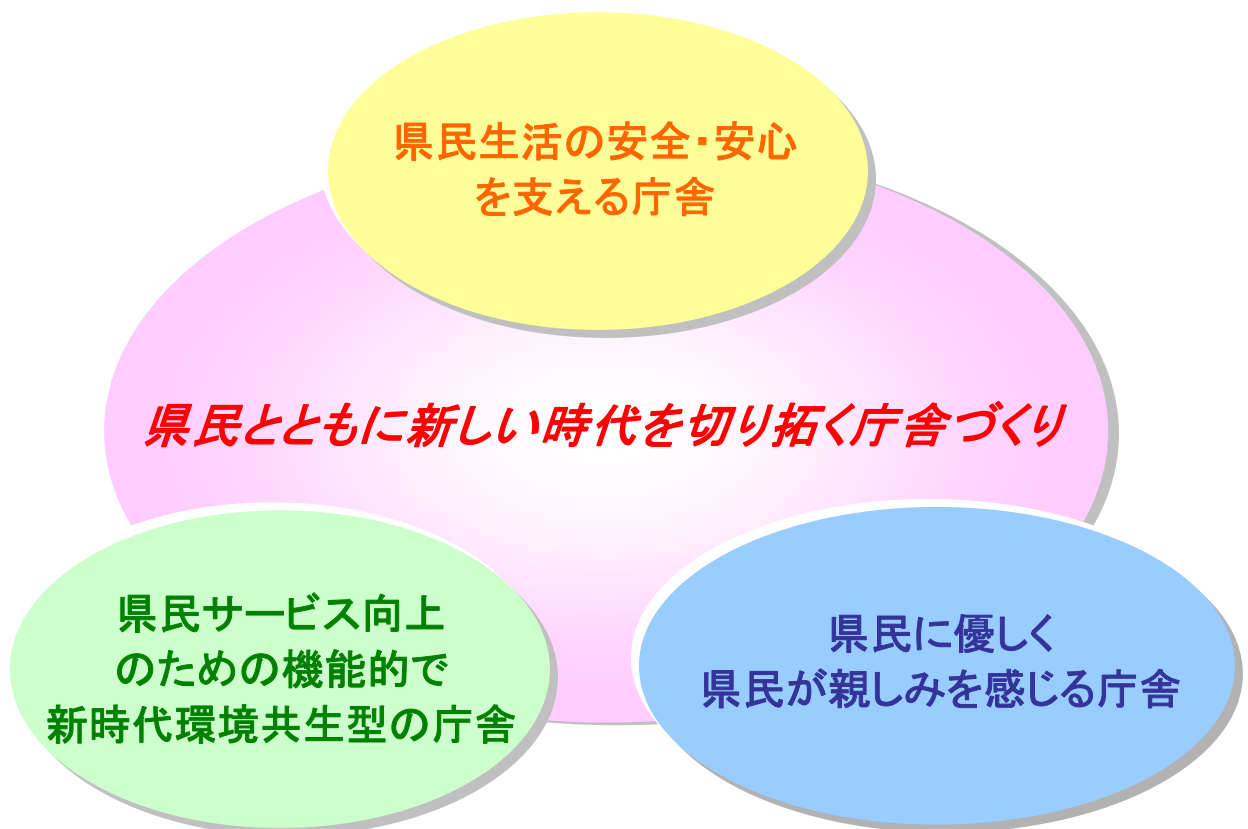 県民生活の安全・安心
を支える庁舎
県民とともに新しい時代を切り拓く庁舎づくり
県民サービス向上
のための機能的で
新時代環境共生型の庁舎
県民に優しく
県民が親しみを感じる庁舎